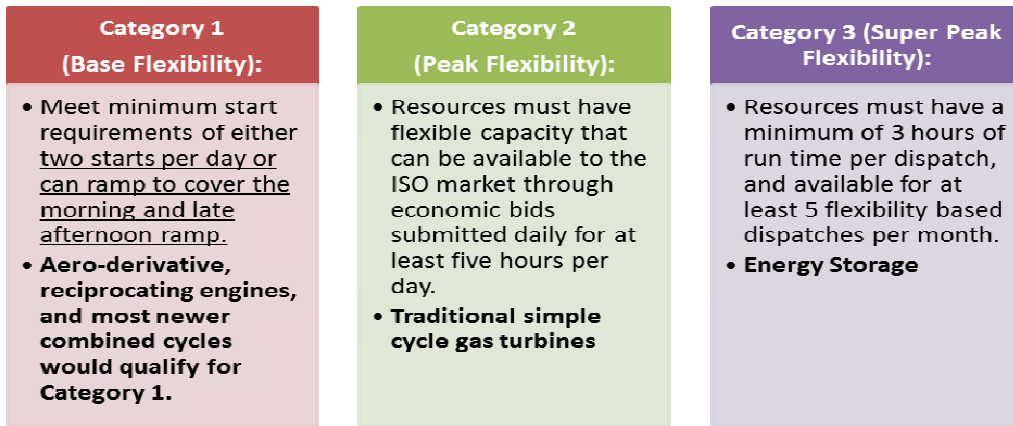 Category 1
(Base Flexibility):
• Meet minimum start
requirements of either
two starts per day or
can ramp to cover the
morning and late
afternoon ramp.
• Aero-derivative,
reciprocating engines,
and most newer
combined cycles
would qualify for
Category 1.
Category 2
(Peak Flexibility):
• Resources must have
flexible capacity that
can be available to the
ISO market through
economic bids
submitted daily for at
least five hours per
day.
• Traditional simple
cycle gas turbines
Category 3 (Super Peak
Flexibility):
• Resources must have a
minimum of 3 hours of
run time per dispatch,
and available for at
least 5 flexibility based
dispatches per month.
• Energy Storage